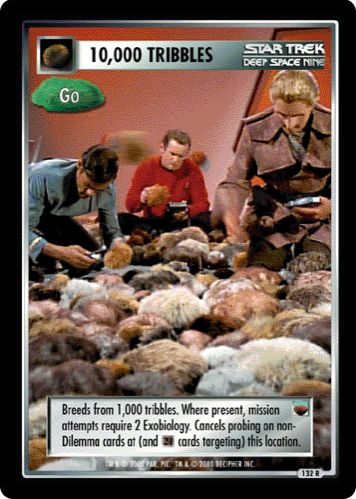 10,000 TRIBBLES
STAR TREK
DEEP SPACE NINE
Go
Breeds from 1,000 tribbles. Where present, mission
attempts require 2 Exobiology. Cancels probing on non-
Dilemma cards at (and cards targeting) this location.
TM & © 2000 PAR. PIC. TM & © 2000 DECIPHER INC.
132 R